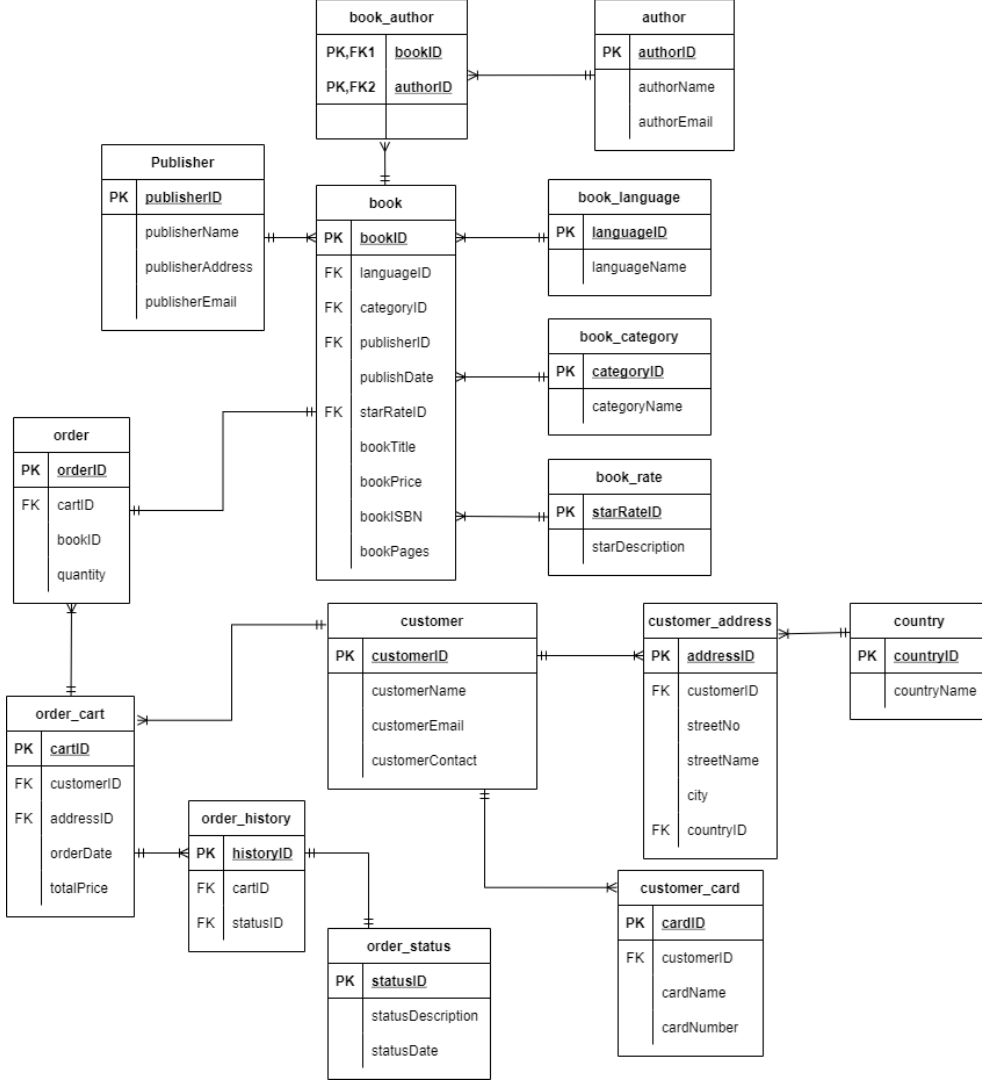 book_author
PK,FK1 bookID
PK,FK2 authorID
author
PK authorID
authorName
authorEmail
Publisher
PK publisherID
publisherName
publisherAddress
publisherEmail
book
PK bookID
FK languageID
FK categoryID
FK publisherID
publishDate
FK starRateID
bookTitle
bookPrice
bookISBN
bookPages
book_language
PK languageID
languageName
book_category
PK categoryID
categoryName
book_rate
PK starRateID
starDescription
order
PK orderID
FK cartID
bookID
quantity
customer
PK customerID
customerName
customerEmail
customerContact
customer_address
PK addressID
FK customerID
streetNo
streetName
city
FK countryID
country
PK countryID
countryName
order_cart
PK cartID
FK customerID
FK addressID
orderDate
totalPrice
order_history
PK historyID
FK cartID
FK statusID
order_status
PK statusID
statusDescription
statusDate
customer_card
PK cardID
FK customerID
cardName
cardNumber